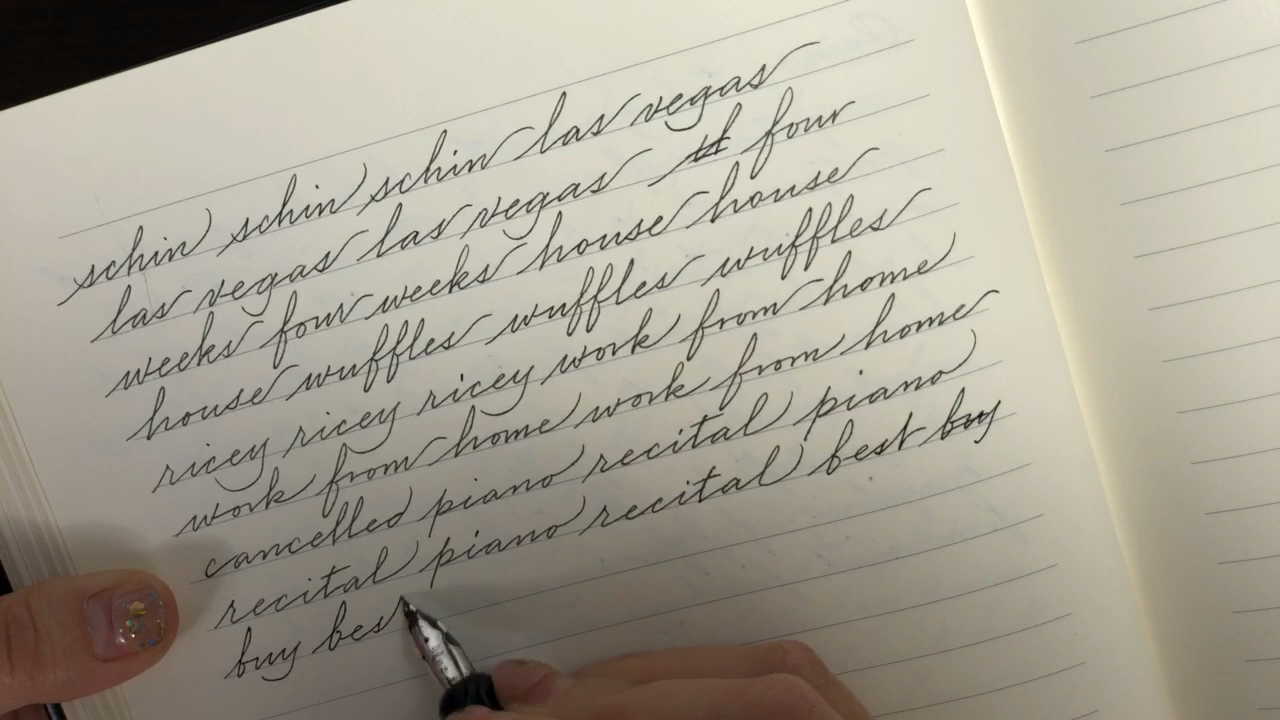 schin schin schin las vegas
las vegas las vegas four
weeks four weeks house house
house wuffles wuffles wuffles
ricey ricey ricey work from home
work from home work from home
cancelled piano recital piano
recital piano recital best buy
buy bes